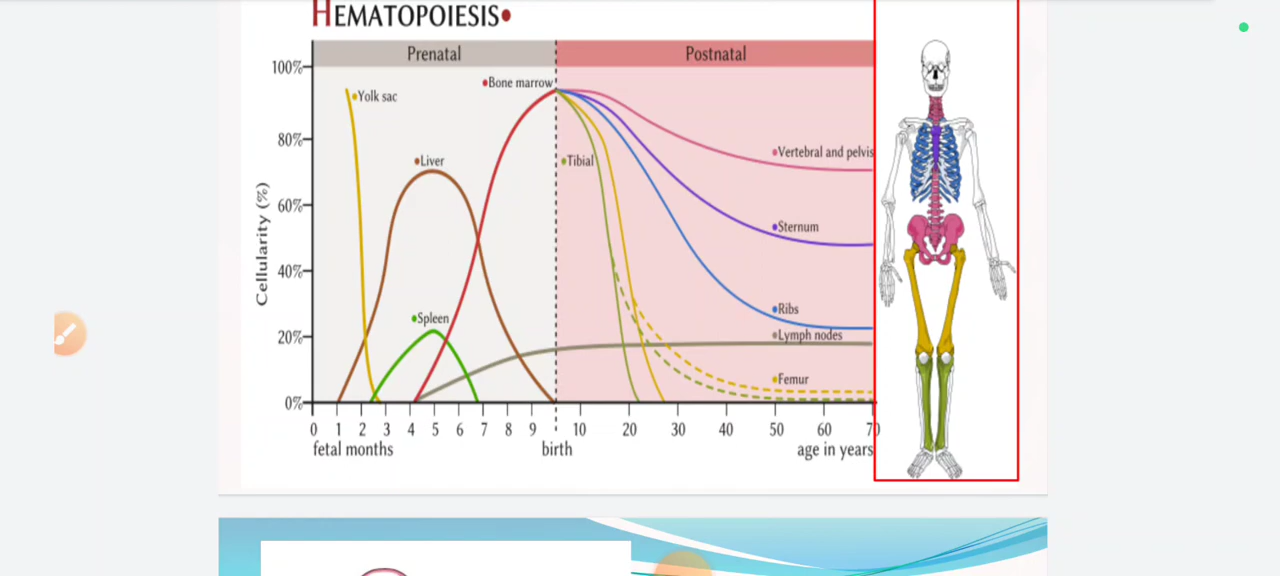 HEMATOPOIESIS
Prenatal
Postnatal
100%
80%
60%
40%
20%
0%
Cellularity (%)
Yolk sac
Bone marrow
Liver
Tibial
Vertebral and pelvis
Sternum
Spleen
Ribs
Lymph nodes
Femur
0 1 2 3 4 5 6 7 8 9 10 20 30 40 50 60 70
fetal months birth age in years